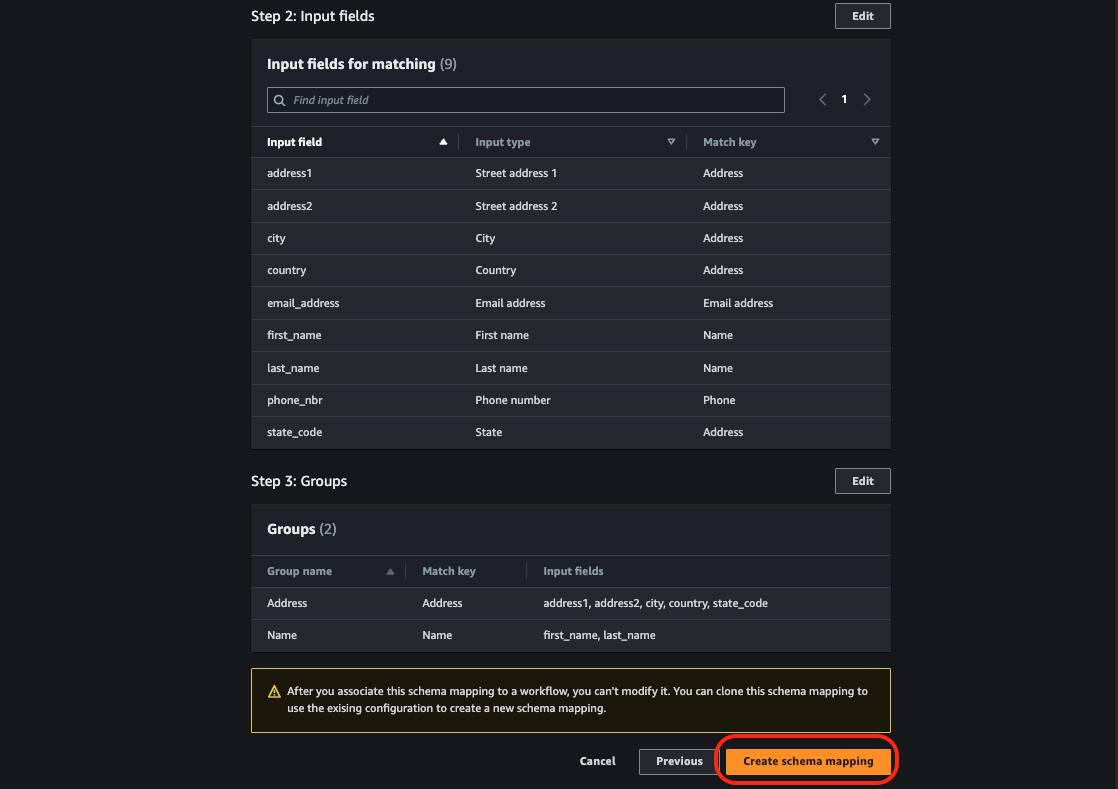 Step 2: Input fields
Edit
Input fields for matching (9)
Find input field
1
Input field Input type Match key
address1 Street address 1 Address
address2 Street address 2 Address
city City Address
country Country Address
email_address Email address Email address
first_name First name Name
last_name Last name Name
phone_nbr Phone number Phone
state_code State Address
Step 3: Groups
Edit
Groups (2)
Group name Match key Input fields
Address Address address1, address2, city, country, state_code
Name Name first_name, last_name
After you associate this schema mapping to a workflow, you can't modify it. You can clone this schema mapping to
use the exising configuration to create a new schema mapping.
Cancel Previous Create schema mapping